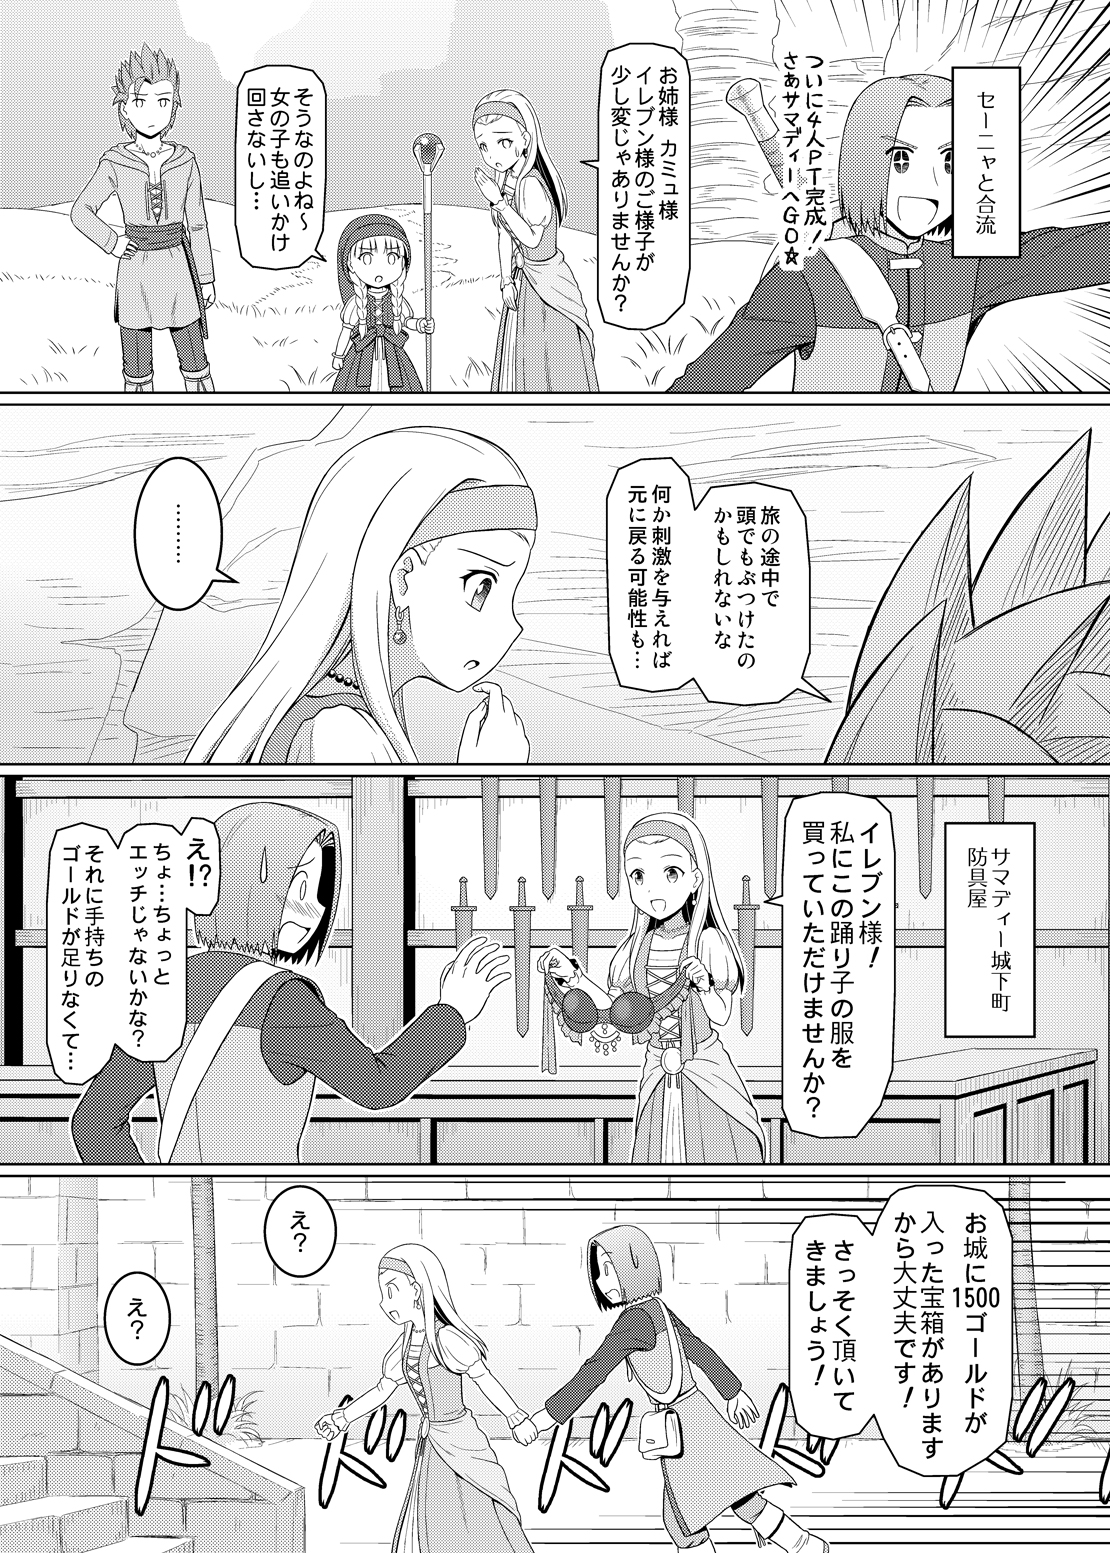 セーニャと合流
ついに4人PT完成!
さあサマディーへGO☆
お姉様 カミュ様
イレブン様のご様子が
少し変じゃありませんか?
そうなのよね〜
女の子も追いかけ
回さないし…
旅の途中で
頭でもぶつけたの
かもしれないな
何か刺激を与えれば
元に戻る可能性も…
………
サマディー城下町
防具屋
イレブン様!
私にこの踊り子の服を
買っていただけませんか?
え!?
ちょ…ちょっと
エッチじゃないかな?
それに手持ちの
ゴールドが足りなくて…
お城に1500ゴールドが
入った宝箱があります
から大丈夫です!
さっそく頂いて
きましょう!
え?
え?
ドドドド